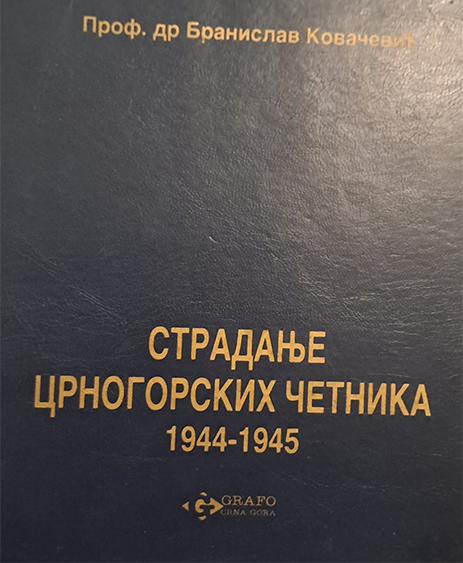 Проф. др Бранислав Ковачевић
СТРАДАЊЕ
ЦРНОГОРСКИХ ЧЕТНИКА
1944-1945
GRAFO
CRNA GORA